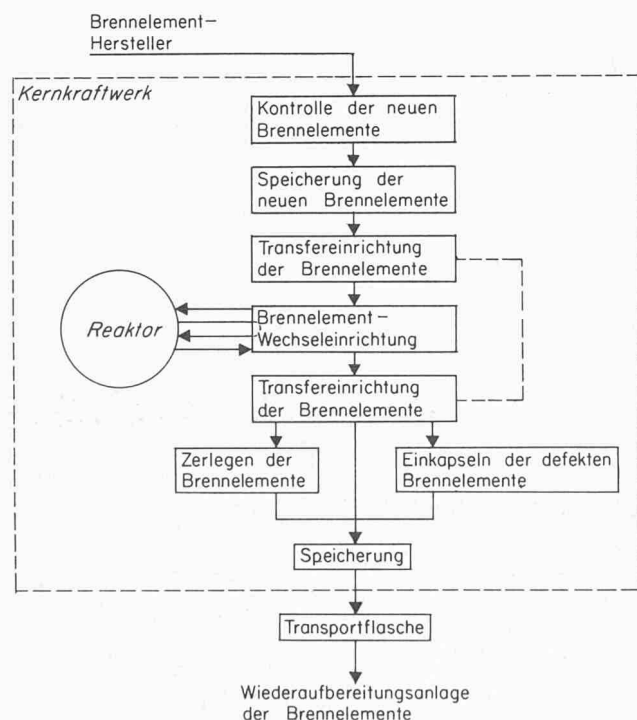 Brennelement-
Hersteller
Kernkraftwerk
Kontrolle der neuen
Brennelemente
Speicherung der
neuen Brennelemente
Transfereinrichtung
der Brennelemente
Reaktor
Brennelement-
Wechseleinrichtung
Transfereinrichtung
der Brennelemente
Zerlegen der
Brennelemente
Einkapseln der defekten
Brennelemente
Speicherung
Transportflasche
Wiederaufbereitungsanlage
der Brennelemente